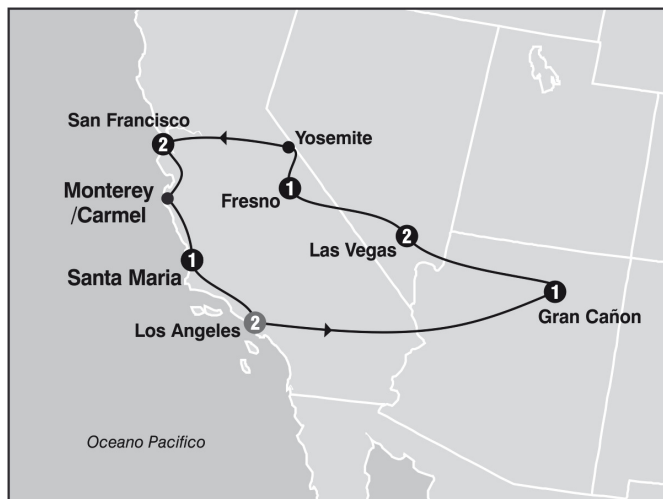 San Francisco
2
Yosemite
Monterey
/Carmel
Fresno
1
Las Vegas
2
1
Santa Maria
1
Gran Cañon
Los Angeles
2
Oceano Pacifico